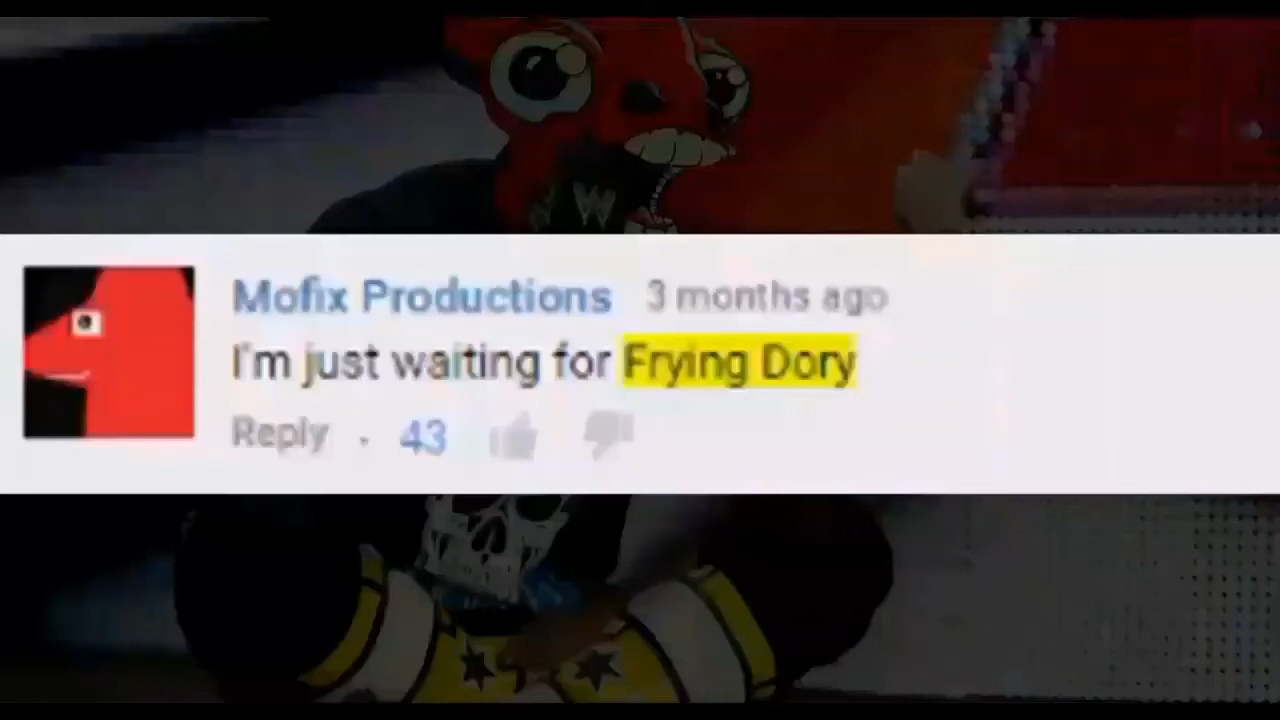 Mofix Productions 3 months ago
I'm just waiting for Frying Dory
Reply · 43